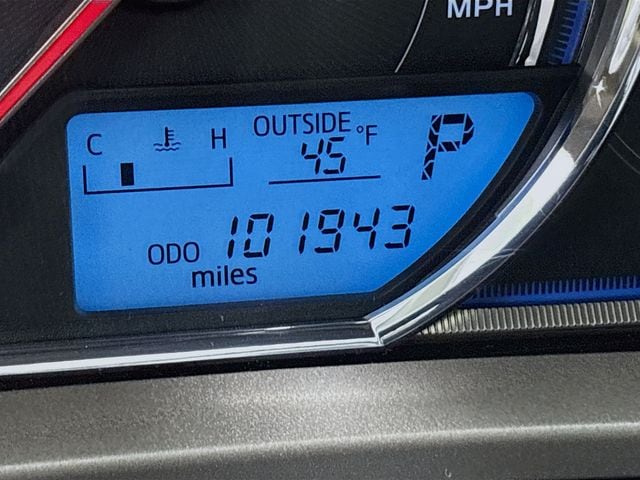 MPH
OUTSIDE
C H 45 °F P
ODO 101943
miles